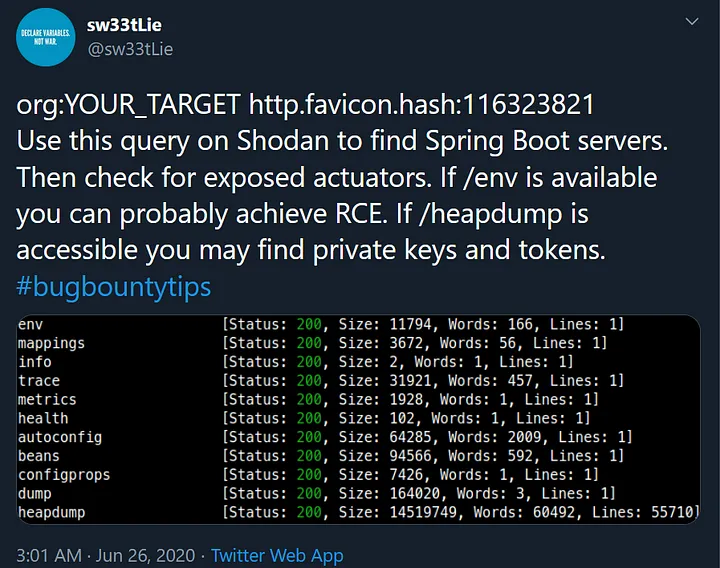 DECLARE VARIABLES,
NOT WAR.
sw33tLie
@sw33tLie
org:YOUR_TARGET http.favicon.hash:116323821
Use this query on Shodan to find Spring Boot servers.
Then check for exposed actuators. If /env is available
you can probably achieve RCE. If /heapdump is
accessible you may find private keys and tokens.
#bugbountytips
env [Status: 200, Size: 11794, Words: 166, Lines: 1]
mappings [Status: 200, Size: 3672, Words: 56, Lines: 1]
info [Status: 200, Size: 2, Words: 1, Lines: 1]
trace [Status: 200, Size: 31921, Words: 457, Lines: 1]
metrics [Status: 200, Size: 1928, Words: 1, Lines: 1]
health [Status: 200, Size: 102, Words: 1, Lines: 1]
autoconfig [Status: 200, Size: 64285, Words: 2009, Lines: 1]
beans [Status: 200, Size: 94566, Words: 592, Lines: 1]
configprops [Status: 200, Size: 7426, Words: 1, Lines: 1]
dump [Status: 200, Size: 164020, Words: 3, Lines: 1]
heapdump [Status: 200, Size: 14519749, Words: 60492, Lines: 55710]
3:01 AM · Jun 26, 2020 · Twitter Web App